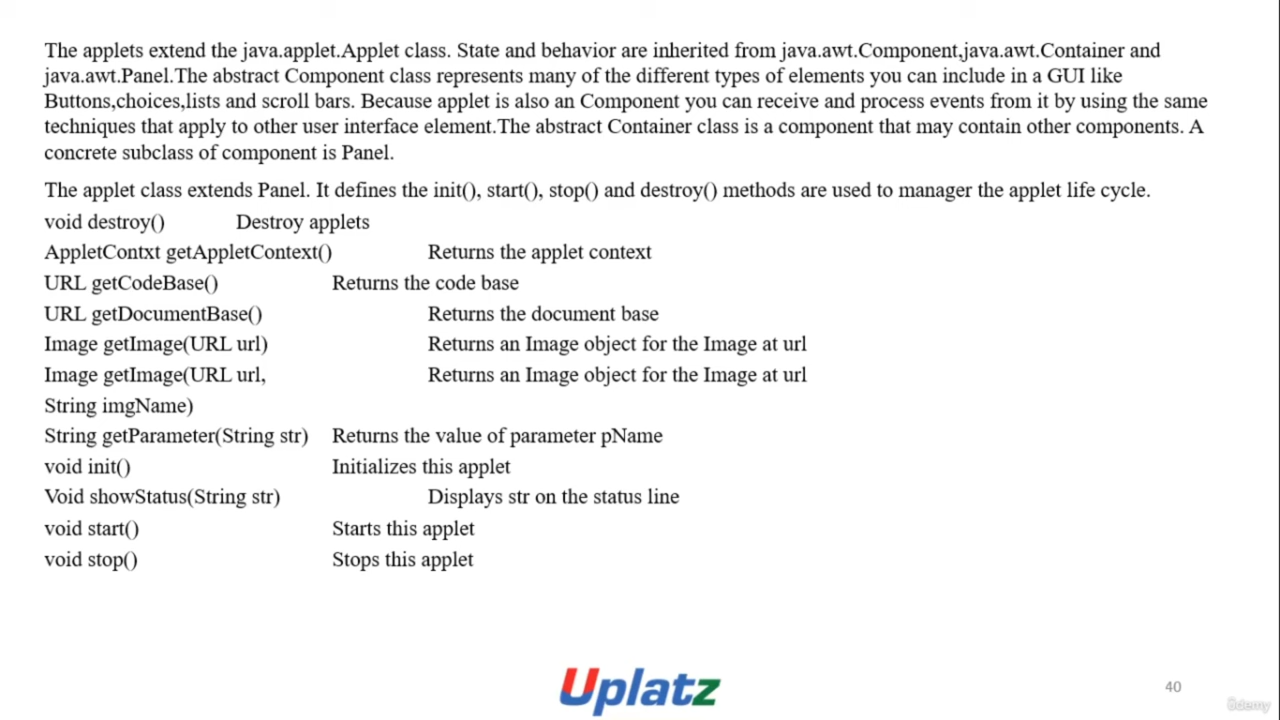 The applets extend the java.applet.Applet class. State and behavior are inherited from java.awt.Component,java.awt.Container and
java.awt.Panel.The abstract Component class represents many of the different types of elements you can include in a GUI like
Buttons,choices,lists and scroll bars. Because applet is also an Component you can receive and process events from it by using the same
techniques that apply to other user interface element.The abstract Container class is a component that may contain other components. A
concrete subclass of component is Panel.
The applet class extends Panel. It defines the init(), start(), stop() and destroy() methods are used to manager the applet life cycle.
void destroy() Destroy applets
AppletContxt getAppletContext() Returns the applet context
URL getCodeBase() Returns the code base
URL getDocumentBase() Returns the document base
Image getImage(URL url) Returns an Image object for the Image at url
Image getImage(URL url, Returns an Image object for the Image at url
String imgName)
String getParameter(String str) Returns the value of parameter pName
void init() Initializes this applet
Void showStatus(String str) Displays str on the status line
void start() Starts this applet
void stop() Stops this applet
Uplatz
40
ûdemy